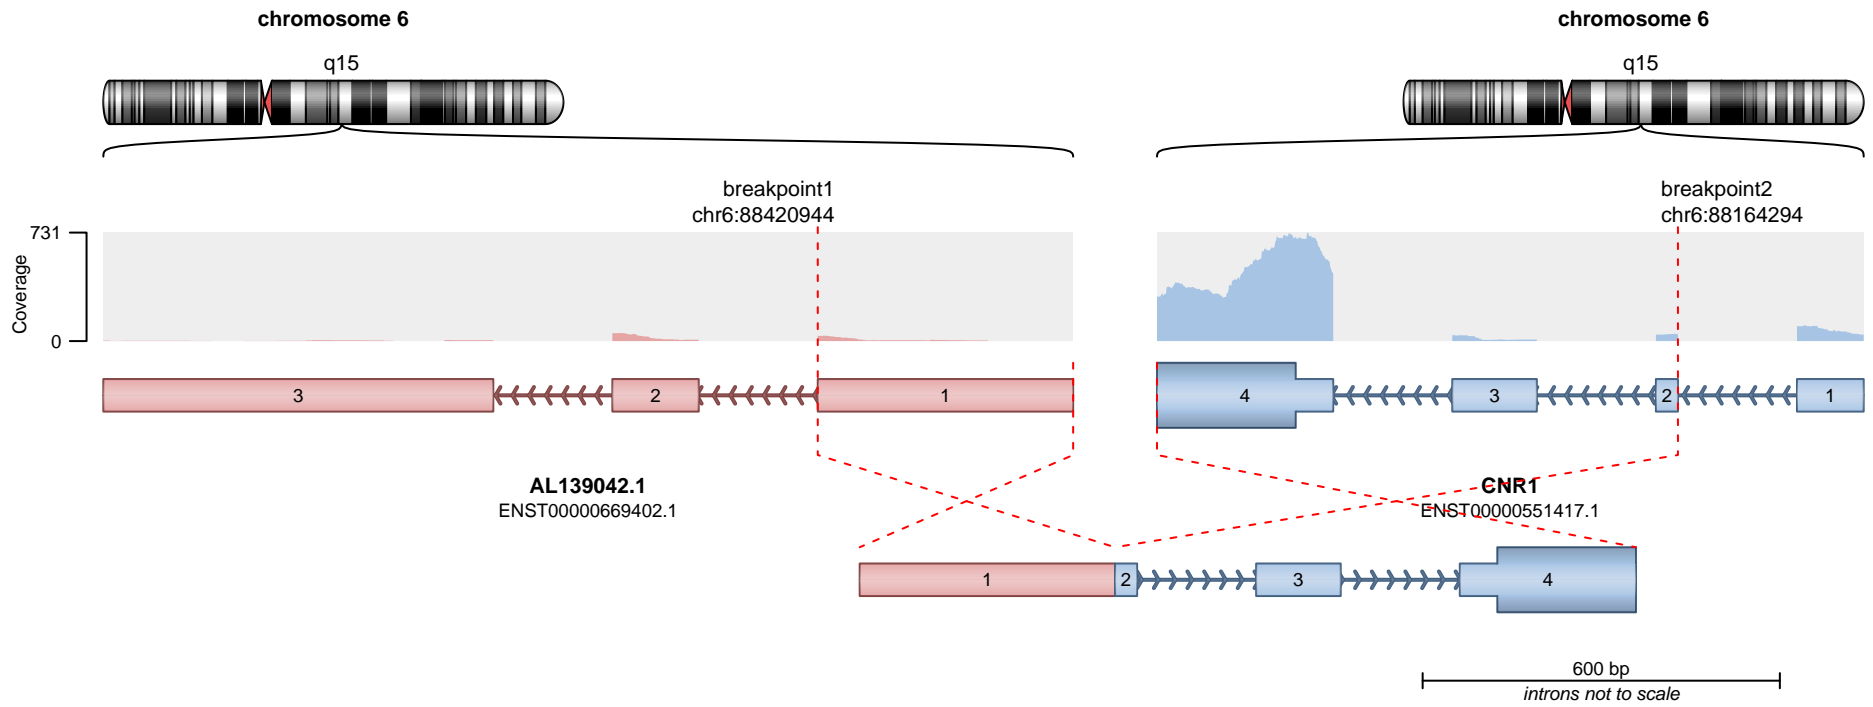 chromosome 6
chromosome 6
q15
q15
breakpoint1
chr6:88420944
breakpoint2
chr6:88164294
731
Coverage
0
3
2
1
4
3
2
1
AL139042.1
ENST00000669402.1
CNR1
ENST00000551417.1
1
2
3
4
600 bp
introns not to scale